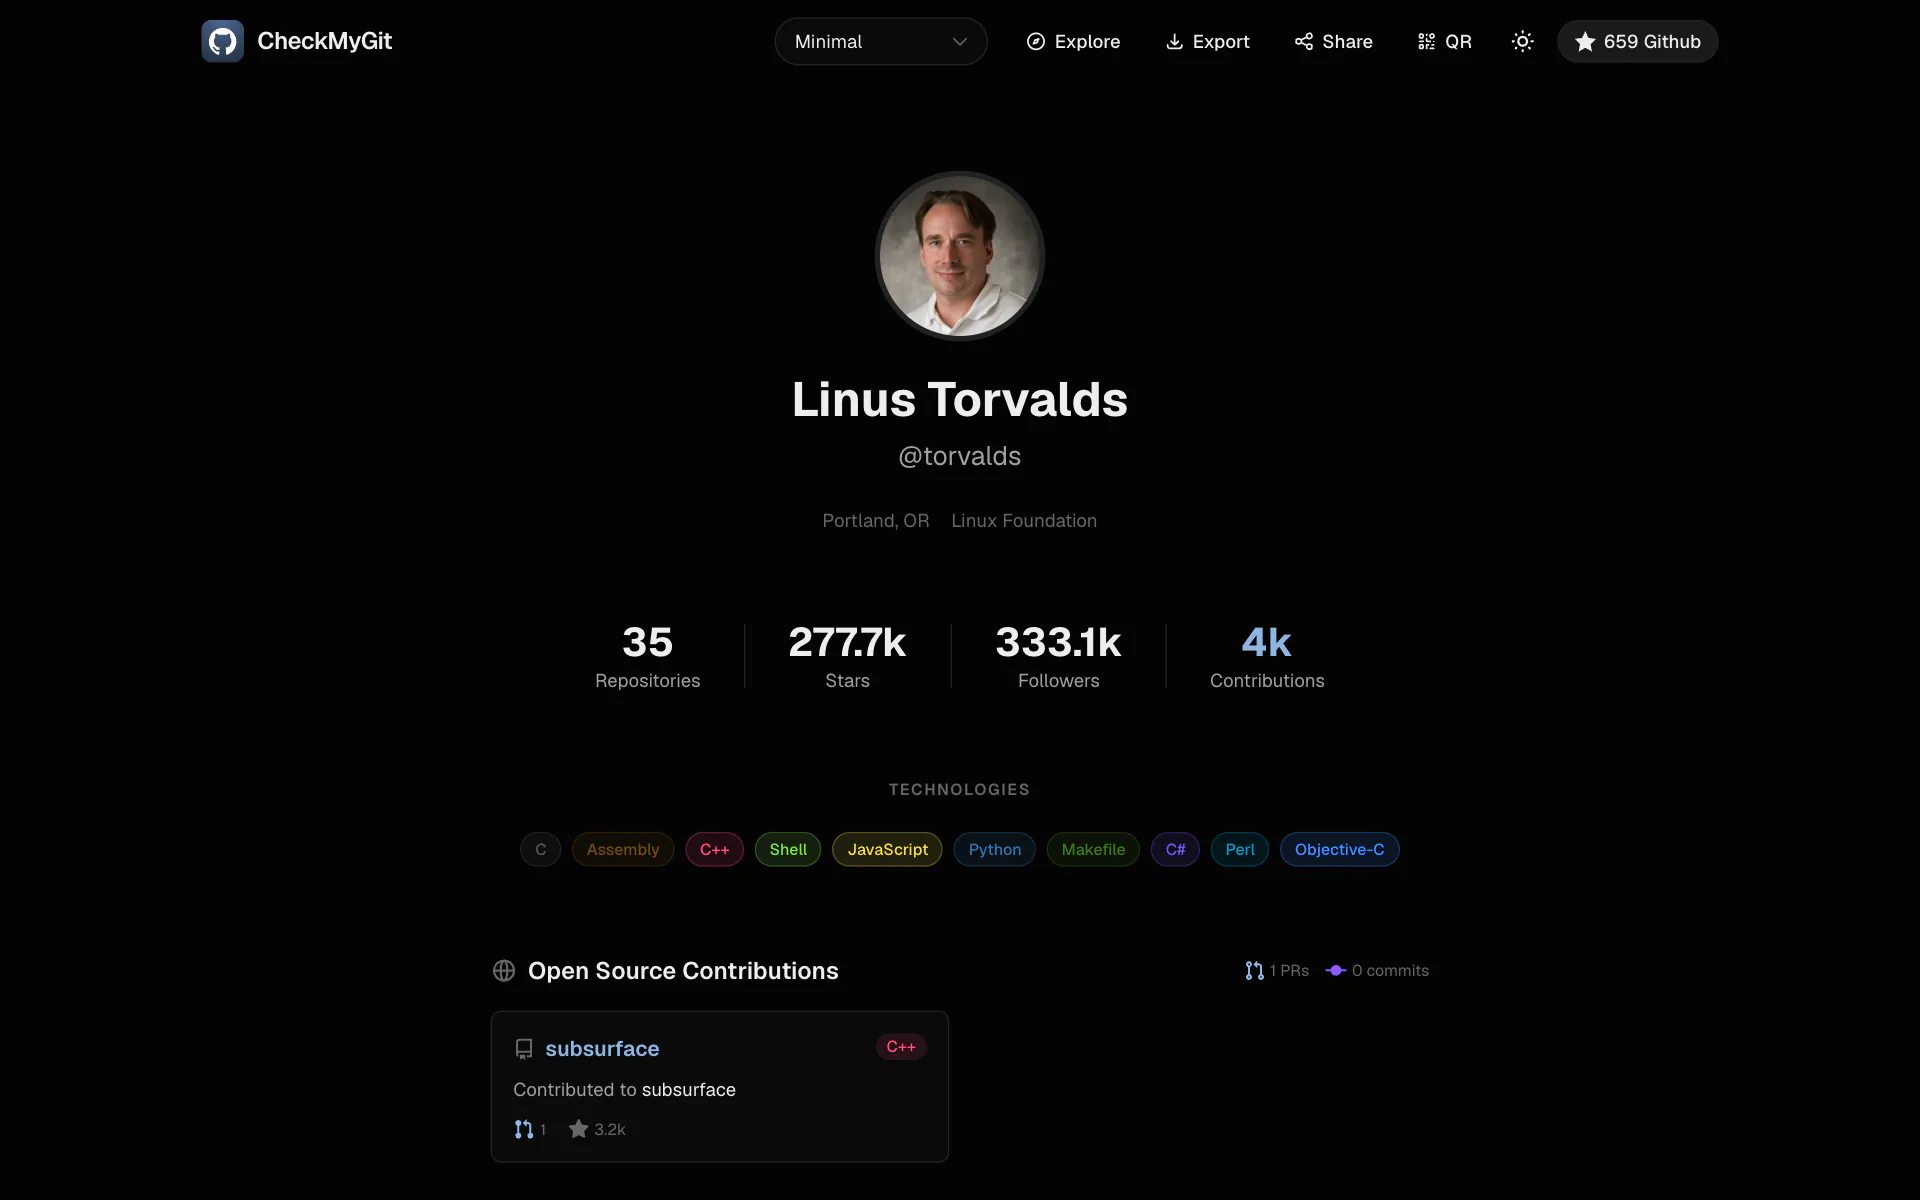 CheckMyGit
Minimal
Explore
Export
Share
QR
659 Github
Linus Torvalds
@torvalds
Portland, OR Linux Foundation
35 277.7k 333.1k 4k
Repositories Stars Followers Contributions
TECHNOLOGIES
C Assembly C++ Shell JavaScript Python Makefile C# Perl Objective-C
Open Source Contributions 1 PRs 0 commits
subsurface C++
Contributed to subsurface
1 3.2k